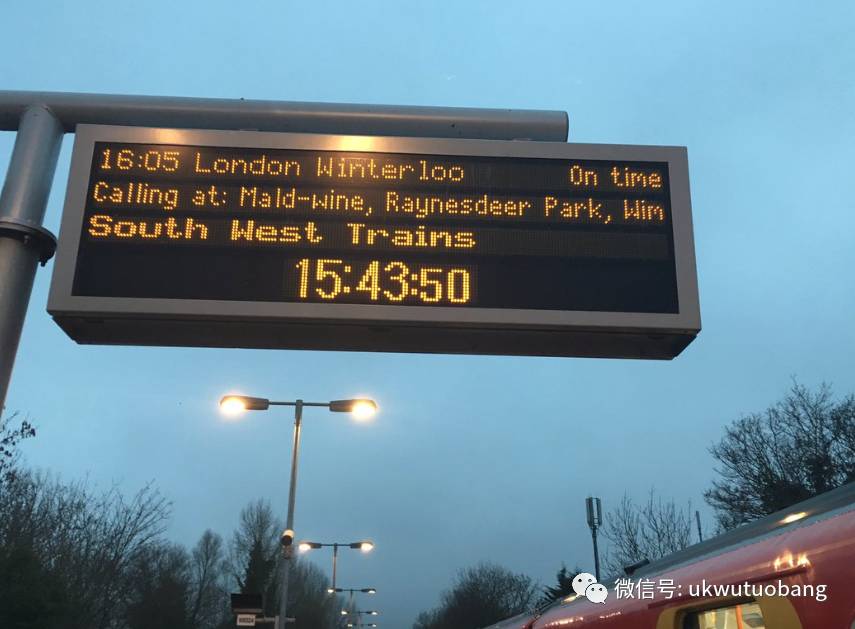 16:05 London Winterloo On time
Calling at: Mald-wine, Raynesdeer Park, Wim
South West Trains
15:43:50
微信号: ukwutuobang